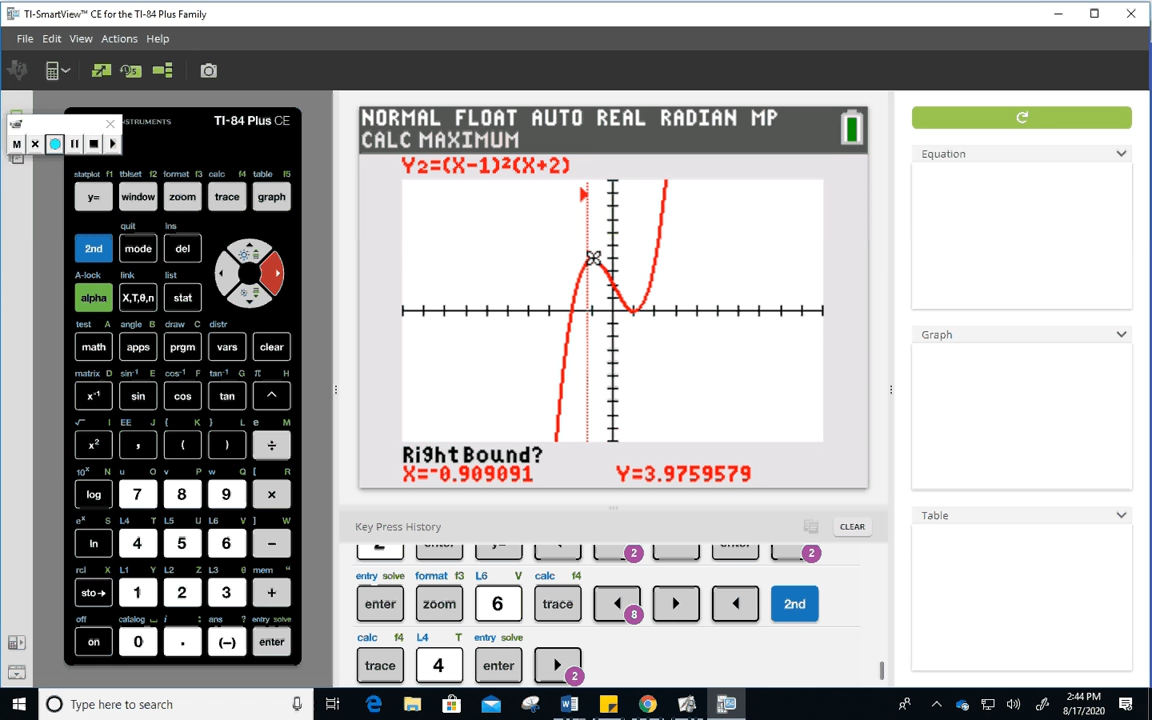 TI-SmartView™ CE for the TI-84 Plus Family
File Edit View Actions Help
M
INSTRUMENTS TI-84 Plus CE
statplot f1 tblset f2 format f3 calc f4 table f5
y= window zoom trace graph
quit ins
2nd mode del
A-lock link list
alpha X,T,θ,n stat
test A angle B draw C distr
math apps prgm vars clear
matrix D sin⁻¹ E cos⁻¹ F tan⁻¹ G π H
x⁻¹ sin cos tan ^
√ I EE J { K } L e M
x² , ( ) ÷
10ˣ N u O v P w Q [ R
log 7 8 9 ×
eˣ S L4 T L5 U L6 V ] W
ln 4 5 6 −
rcl X L1 Y L2 Z L3 θ mem "
sto→ 1 2 3 +
off catalog i : ans ? entry solve
on 0 . (−) enter
NORMAL FLOAT AUTO REAL RADIAN MP
CALC MAXIMUM
Y2=(X-1)²(X+2)
Right Bound?
X=-0.909091 Y=3.9759579
Key Press History
CLEAR
2 2
entry solve format f3 L6 V calc f4
enter zoom 6 trace 8 2nd
calc f4 L4 T entry solve
trace 4 enter 2
Equation
Graph
Table
Type here to search
2:44 PM
8/17/2020